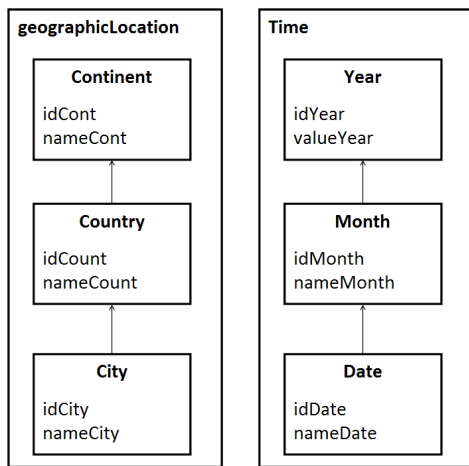 geographicLocation
Continent
idCont
nameCont
Country
idCount
nameCount
City
idCity
nameCity
Time
Year
idYear
valueYear
Month
idMonth
nameMonth
Date
idDate
nameDate